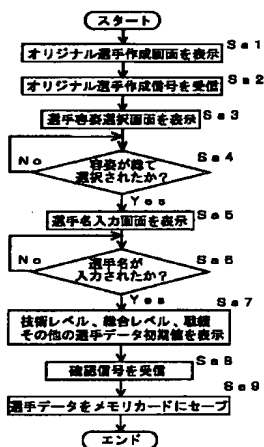 スタート
Sa1
オリジナル選手作成画面を表示
Sa2
オリジナル選手作成信号を受信
Sa3
選手容姿選択画面を表示
Sa4
No
容姿が総て
選択されたか?
Yes
Sa5
選手名入力画面を表示
Sa6
No
選手名が
入力されたか?
Yes
Sa7
技術レベル、総合レベル、戦績
その他の選手データ初期値を表示
Sa8
確認信号を受信
Sa9
選手データをメモリカードにセーブ
エンド